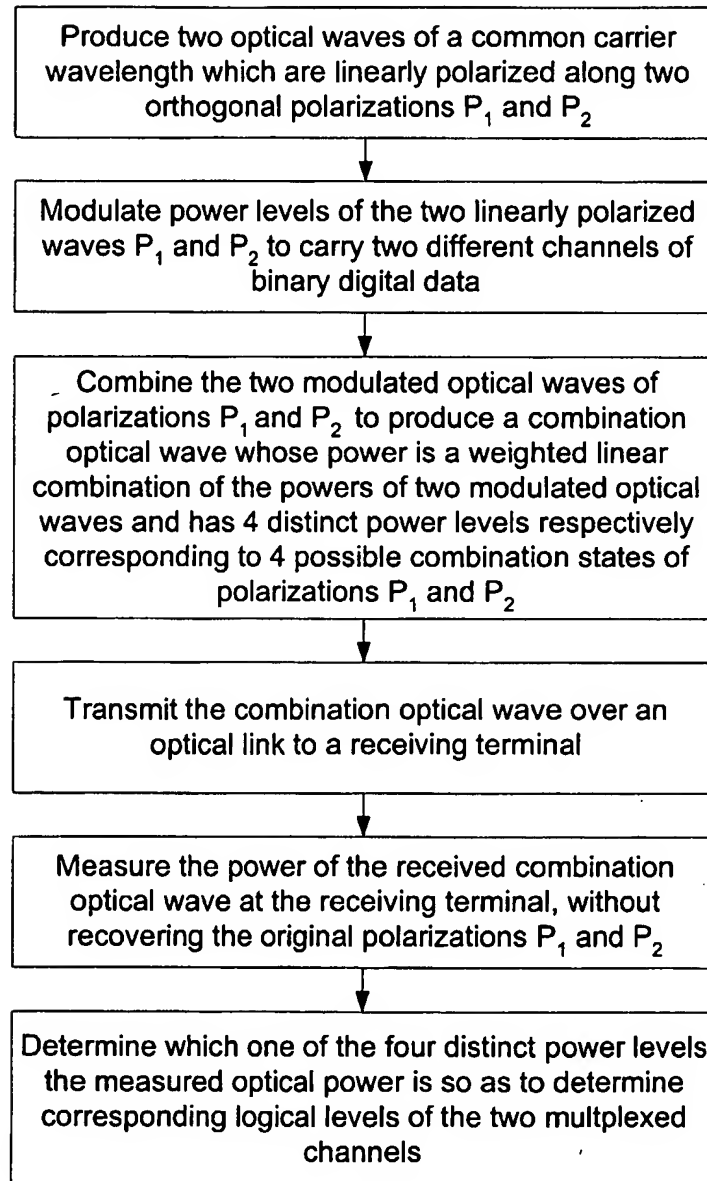 Produce two optical waves of a common carrier
wavelength which are linearly polarized along two
orthogonal polarizations P₁ and P₂
Modulate power levels of the two linearly polarized
waves P₁ and P₂ to carry two different channels of
binary digital data
Combine the two modulated optical waves of
polarizations P₁ and P₂ to produce a combination
optical wave whose power is a weighted linear
combination of the powers of two modulated optical
waves and has 4 distinct power levels respectively
corresponding to 4 possible combination states of
polarizations P₁ and P₂
Transmit the combination optical wave over an
optical link to a receiving terminal
Measure the power of the received combination
optical wave at the receiving terminal, without
recovering the original polarizations P₁ and P₂
Determine which one of the four distinct power levels
the measured optical power is so as to determine
corresponding logical levels of the two multplexed
channels